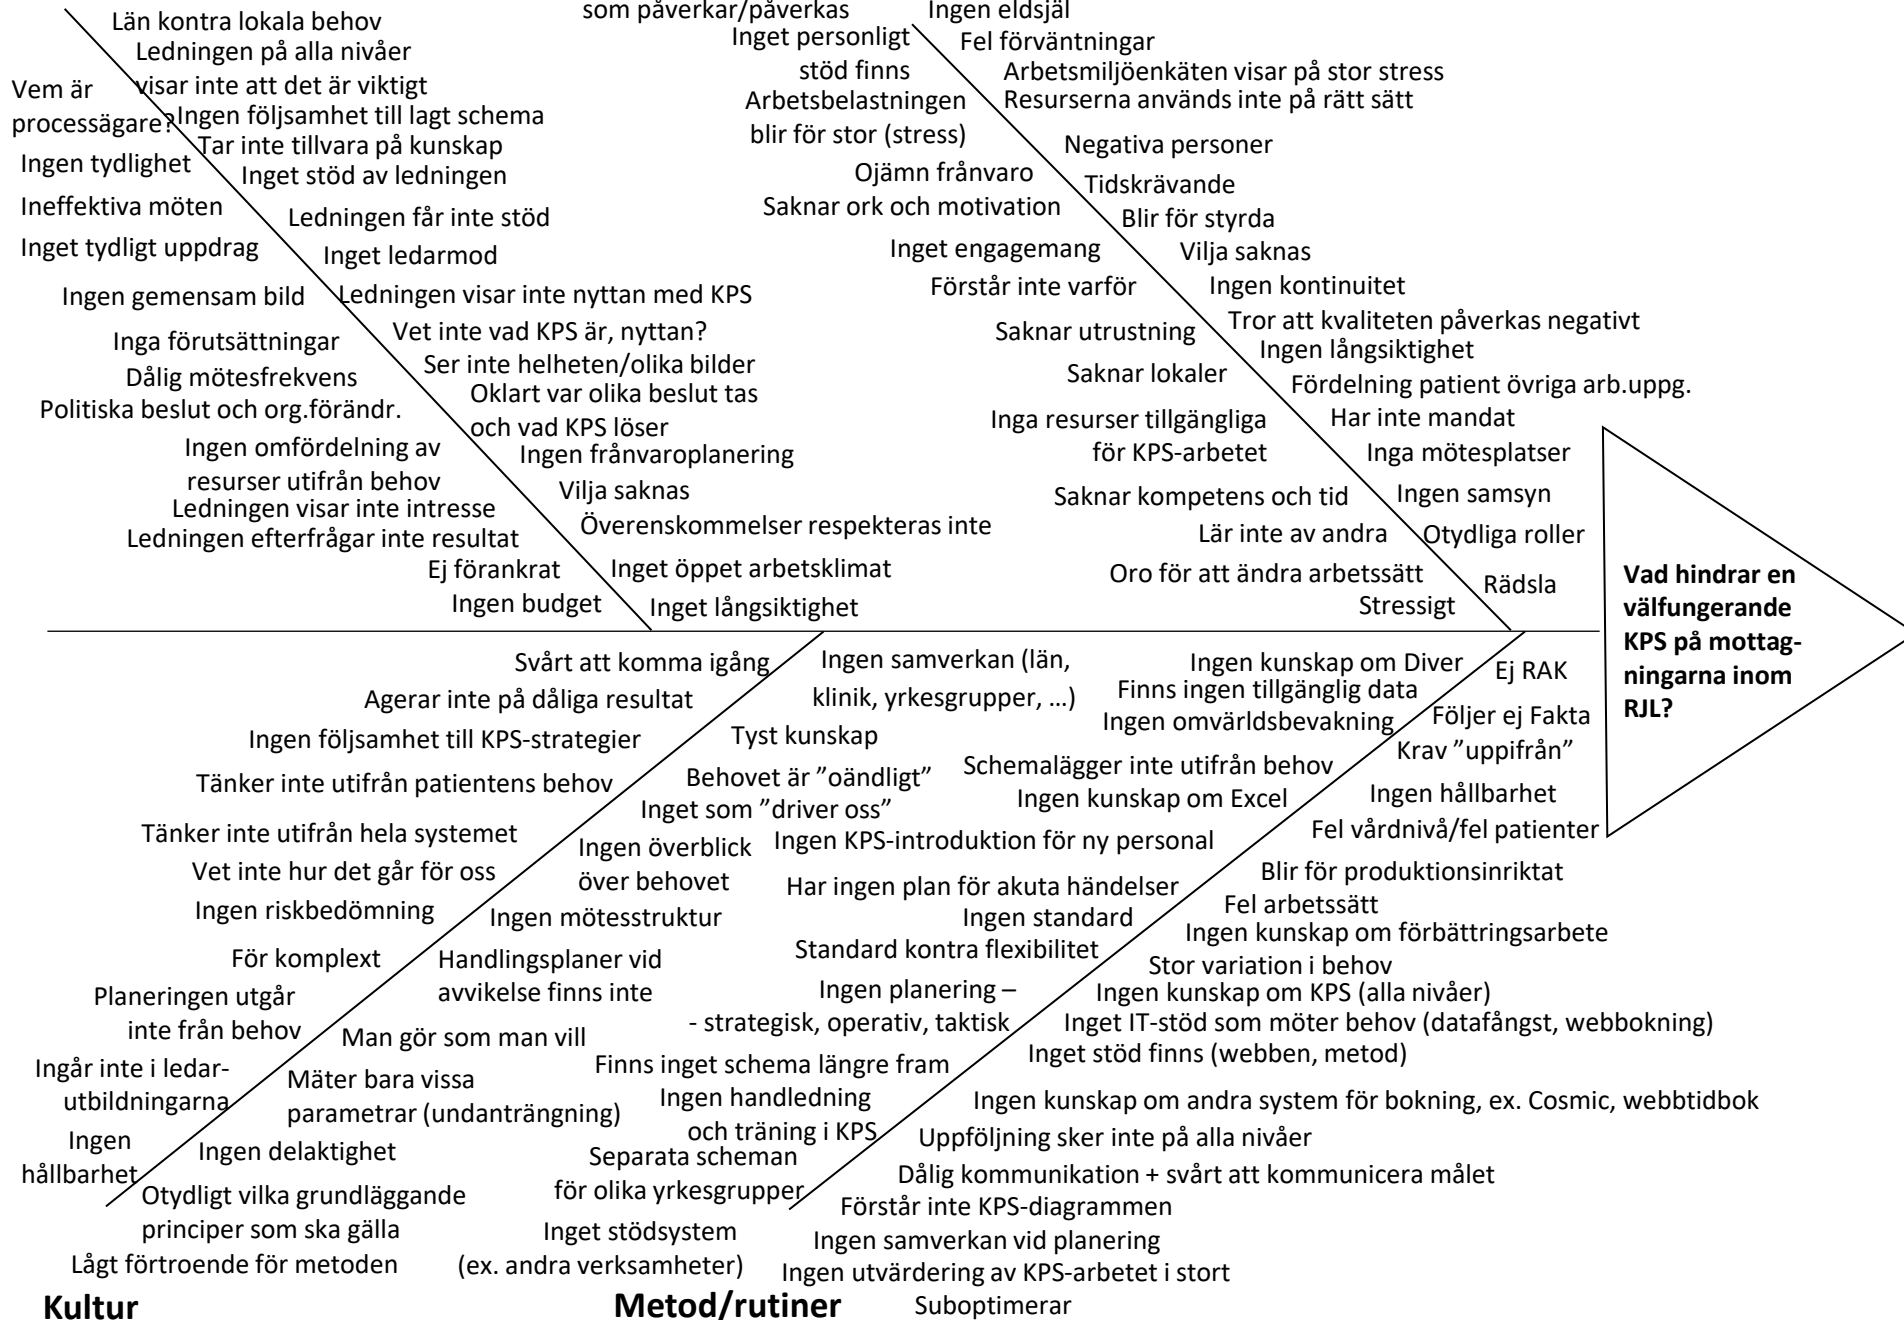 Län kontra lokala behov
Ledningen på alla nivåer
visar inte att det är viktigt
Vem är
processägare?
Ingen följsamhet till lagt schema
Tar inte tillvara på kunskap
Ingen tydlighet
Inget stöd av ledningen
Ineffektiva möten
Ledningen får inte stöd
Inget tydligt uppdrag
Inget ledarmod
Ingen gemensam bild
Ledningen visar inte nyttan med KPS
Inga förutsättningar
Vet inte vad KPS är, nyttan?
Ser inte helheten/olika bilder
Dålig mötesfrekvens
Oklart var olika beslut tas
och vad KPS löser
Politiska beslut och org.förändr.
Ingen omfördelning av
resurser utifrån behov
Ingen frånvaroplanering
Vilja saknas
Ledningen visar inte intresse
Överenskommelser respekteras inte
Ledningen efterfrågar inte resultat
Ej förankrat
Inget öppet arbetsklimat
Ingen budget
Inget långsiktighet
som påverkar/påverkas
Inget personligt
stöd finns
Ingen eldsjäl
Fel förväntningar
Arbetsmiljöenkäten visar på stor stress
Arbetsbelastningen
blir för stor (stress)
Resurserna används inte på rätt sätt
Negativa personer
Ojämn frånvaro
Tidskrävande
Saknar ork och motivation
Blir för styrda
Inget engagemang
Vilja saknas
Förstår inte varför
Ingen kontinuitet
Saknar utrustning
Tror att kvaliteten påverkas negativt
Ingen långsiktighet
Saknar lokaler
Fördelning patient övriga arb.uppg.
Inga resurser tillgängliga
för KPS-arbetet
Har inte mandat
Inga mötesplatser
Saknar kompetens och tid
Ingen samsyn
Lär inte av andra
Otydliga roller
Oro för att ändra arbetssätt
Rädsla
Stressigt
Vad hindrar en
välfungerande
KPS på mottag-
ningarna inom
RJL?
Svårt att komma igång
Ingen samverkan (län,
klinik, yrkesgrupper, …)
Agerar inte på dåliga resultat
Ingen följsamhet till KPS-strategier
Tyst kunskap
Tänker inte utifrån patientens behov
Behovet är ”oändligt”
Inget som ”driver oss”
Tänker inte utifrån hela systemet
Ingen överblick
över behovet
Vet inte hur det går för oss
Ingen riskbedömning
Ingen mötesstruktur
För komplext
Handlingsplaner vid
avvikelse finns inte
Planeringen utgår
inte från behov
Man gör som man vill
Ingår inte i ledar-
utbildningarna
Mäter bara vissa
parametrar (undanträngning)
Ingen
hållbarhet
Ingen delaktighet
Otydligt vilka grundläggande
principer som ska gälla
Lågt förtroende för metoden
Kultur
Ingen kunskap om Diver
Ej RAK
Finns ingen tillgänglig data
Ingen omvärldsbevakning
Följer ej Fakta
Krav ”uppifrån”
Schemalägger inte utifrån behov
Ingen kunskap om Excel
Ingen hållbarhet
Fel vårdnivå/fel patienter
Ingen KPS-introduktion för ny personal
Blir för produktionsinriktat
Har ingen plan för akuta händelser
Fel arbetssätt
Ingen standard
Ingen kunskap om förbättringsarbete
Standard kontra flexibilitet
Stor variation i behov
Ingen planering –
- strategisk, operativ, taktisk
Ingen kunskap om KPS (alla nivåer)
Inget IT-stöd som möter behov (datafångst, webbokning)
Inget stöd finns (webben, metod)
Finns inget schema längre fram
Ingen handledning
och träning i KPS
Ingen kunskap om andra system för bokning, ex. Cosmic, webbtidbok
Uppföljning sker inte på alla nivåer
Separata scheman
för olika yrkesgrupper
Dålig kommunikation + svårt att kommunicera målet
Förstår inte KPS-diagrammen
Inget stödsystem
(ex. andra verksamheter)
Ingen samverkan vid planering
Ingen utvärdering av KPS-arbetet i stort
Metod/rutiner
Suboptimerar